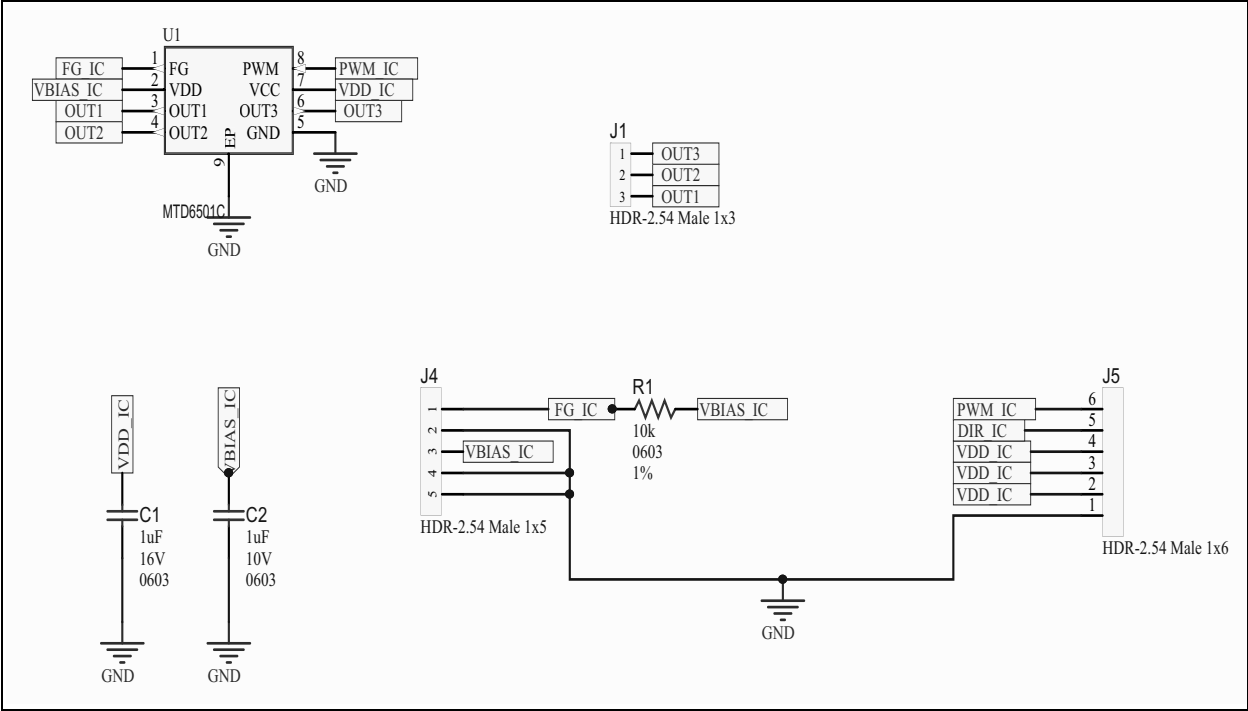 U1
1
8
FG_IC
FG
PWM
PWM_IC
2
7
VBIAS_IC
VDD
VCC
VDD_IC
3
6
OUT1
OUT1
OUT3
OUT3
4
5
OUT2
OUT2
EP
GND
9
GND
MTD6501C
GND
J1
1
OUT3
2
OUT2
3
OUT1
HDR-2.54 Male 1x3
VDD_IC
C1
1uF
16V
0603
GND
VBIAS_IC
C2
1uF
10V
0603
GND
J4
1
FG_IC
2
3
VBIAS_IC
4
5
HDR-2.54 Male 1x5
R1
10k
0603
1%
VBIAS_IC
GND
J5
PWM_IC
6
DIR_IC
5
VDD_IC
4
VDD_IC
3
VDD_IC
2
1
HDR-2.54 Male 1x6